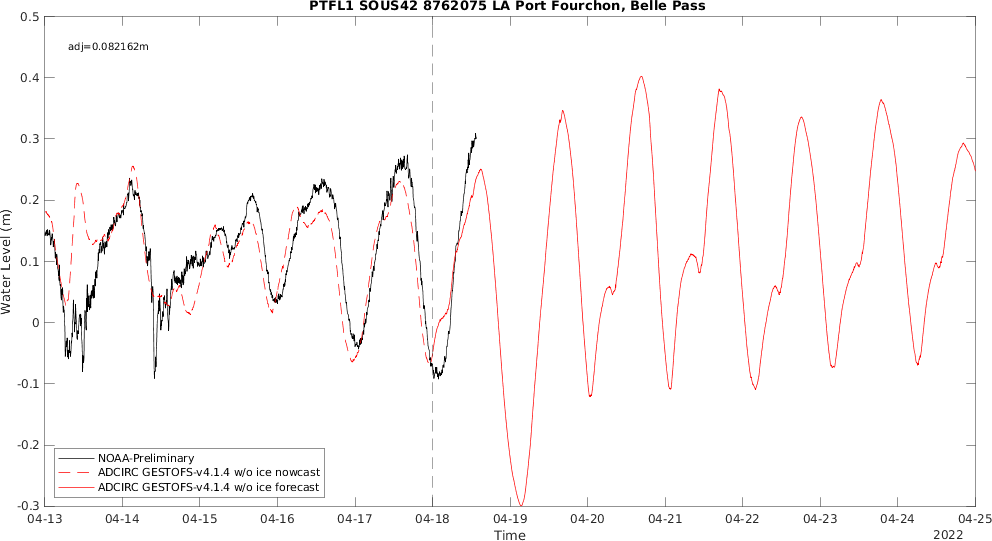 PTFL1 SOUS42 8762075 LA Port Fourchon, Belle Pass
adj=0.082162m
Water Level (m)
0.5
0.4
0.3
0.2
0.1
0
-0.1
-0.2
-0.3
NOAA-Preliminary
ADCIRC GESTOFS-v4.1.4 w/o ice nowcast
ADCIRC GESTOFS-v4.1.4 w/o ice forecast
04-13 04-14 04-15 04-16 04-17 04-18 04-19 04-20 04-21 04-22 04-23 04-24 04-25
Time
2022